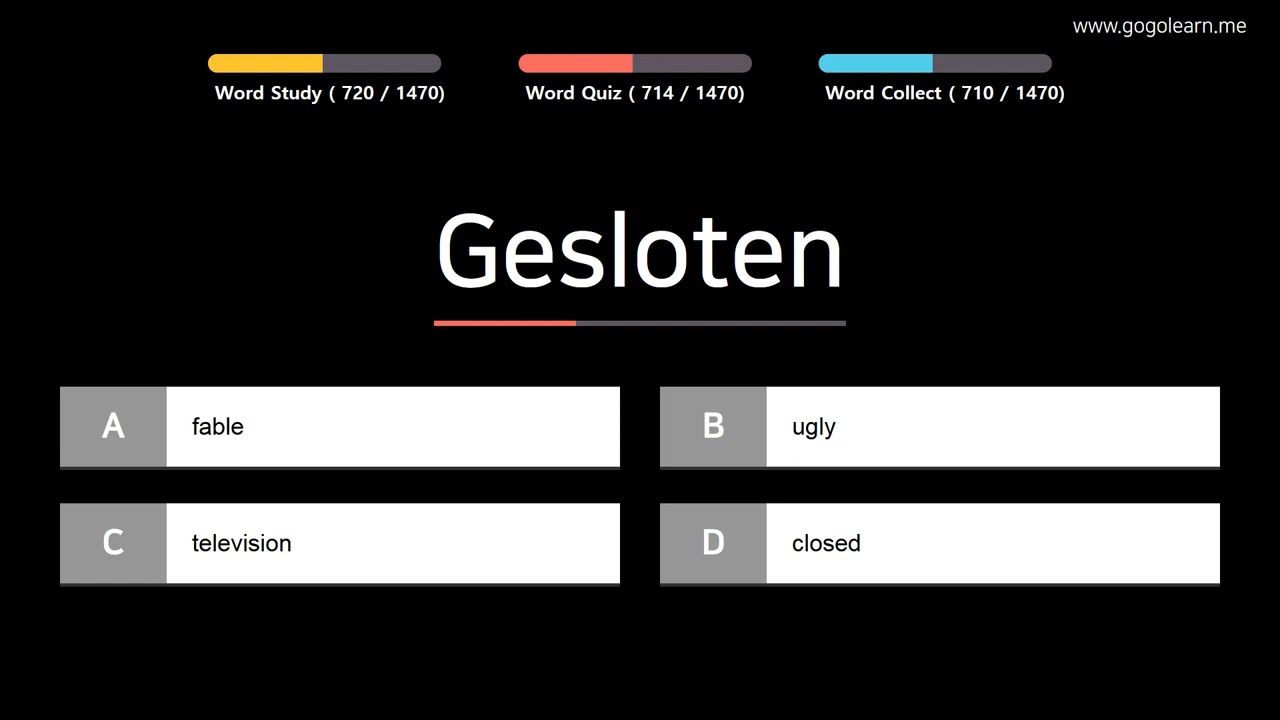 www.gogolearn.me
Word Study ( 720 / 1470)
Word Quiz ( 714 / 1470)
Word Collect ( 710 / 1470)
Gesloten
A fable
B ugly
C television
D closed